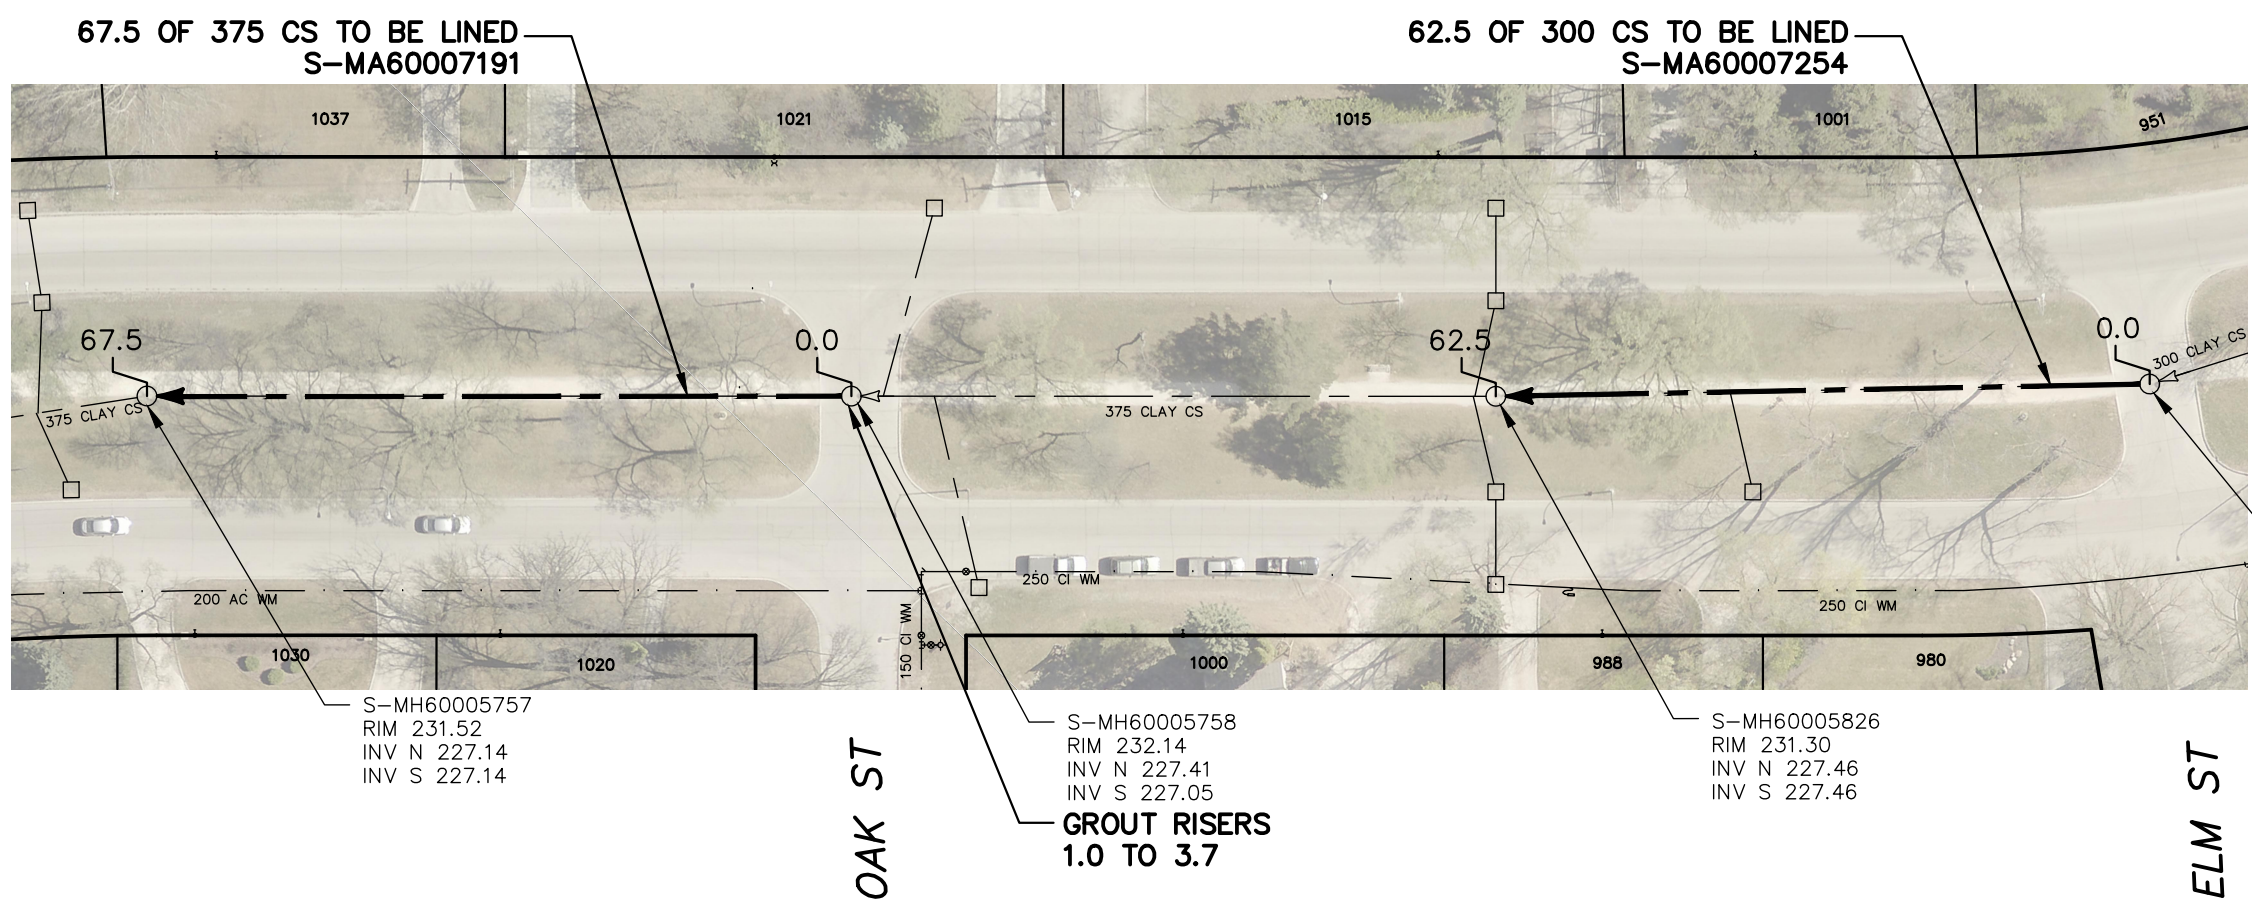 67.5 OF 375 CS TO BE LINED
S-MA60007191
62.5 OF 300 CS TO BE LINED
S-MA60007254
1037
1021
1015
1001
951
67.5
0.0
62.5
0.0
300 CLAY CS
375 CLAY CS
375 CLAY CS
200 AC WM
250 CI WM
150 CI WM
250 CI WM
1030
1020
1000
988
980
S-MH60005757
RIM 231.52
INV N 227.14
INV S 227.14
S-MH60005758
RIM 232.14
INV N 227.41
INV S 227.05
GROUT RISERS
1.0 TO 3.7
S-MH60005826
RIM 231.30
INV N 227.46
INV S 227.46
OAK ST
ELM ST